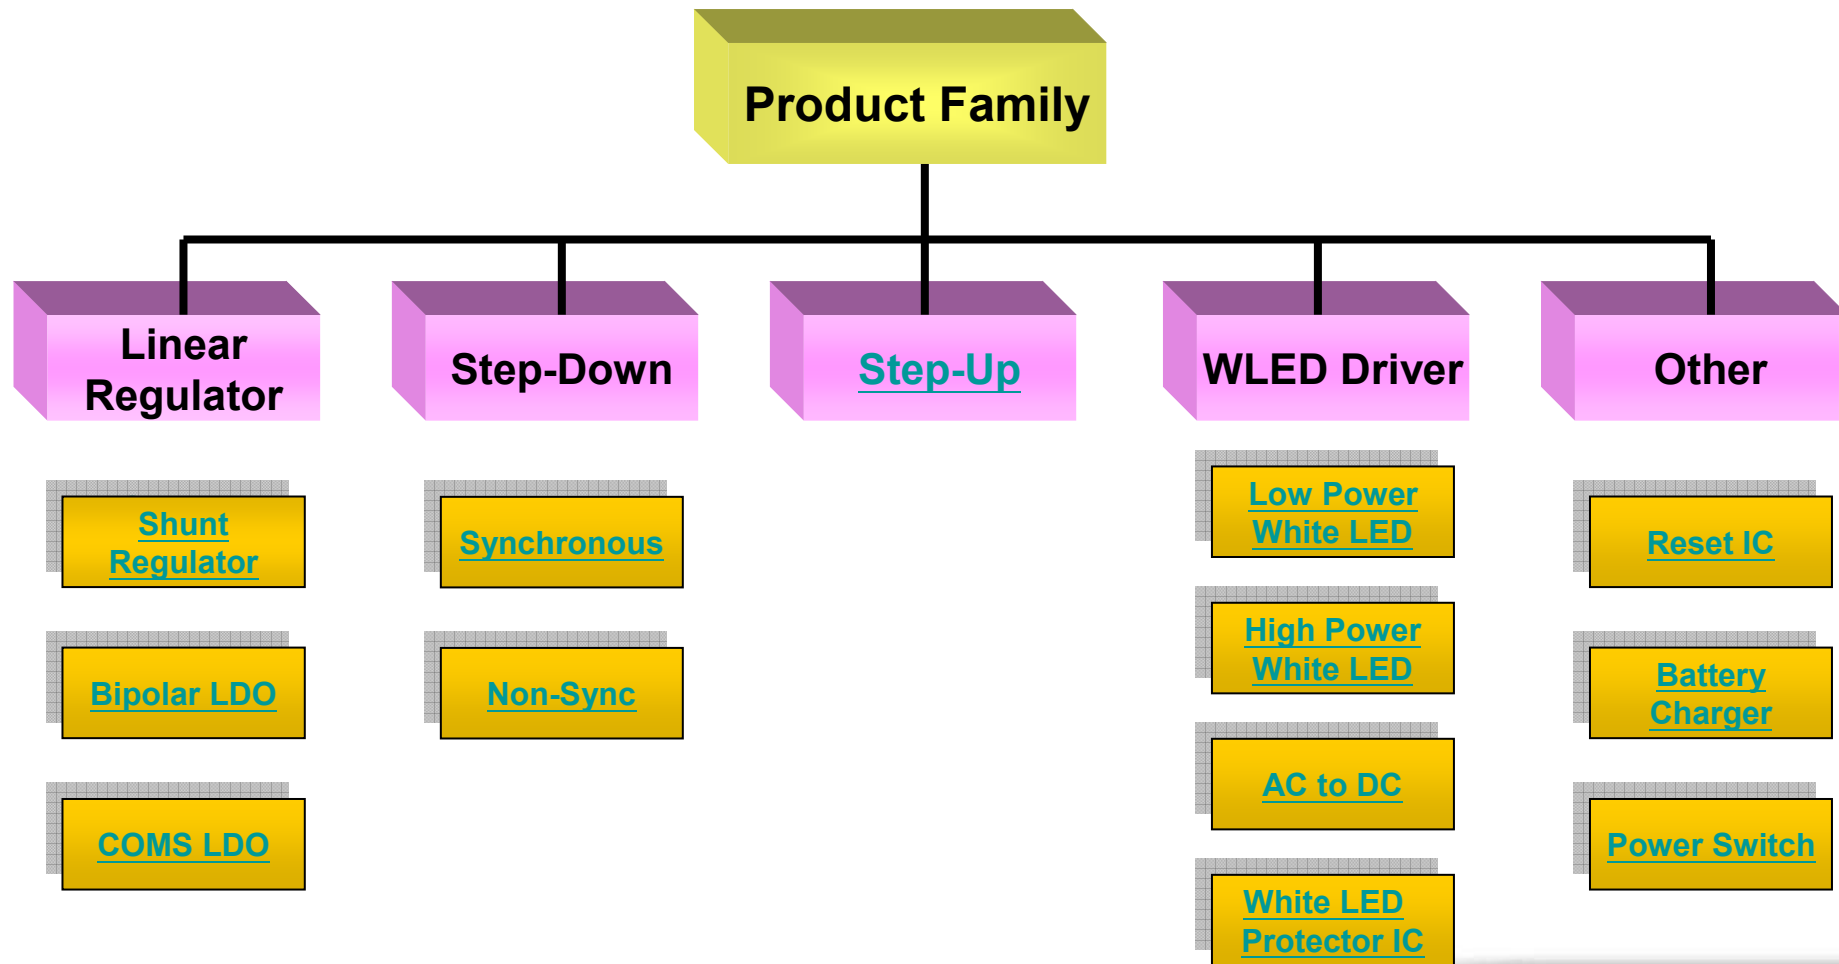 Product Family
Linear
Regulator
Step-Down
Step-Up
WLED Driver
Other
Shunt
Regulator
Bipolar LDO
COMS LDO
Synchronous
Non-Sync
Low Power
White LED
High Power
White LED
AC to DC
White LED
Protector IC
Reset IC
Battery
Charger
Power Switch